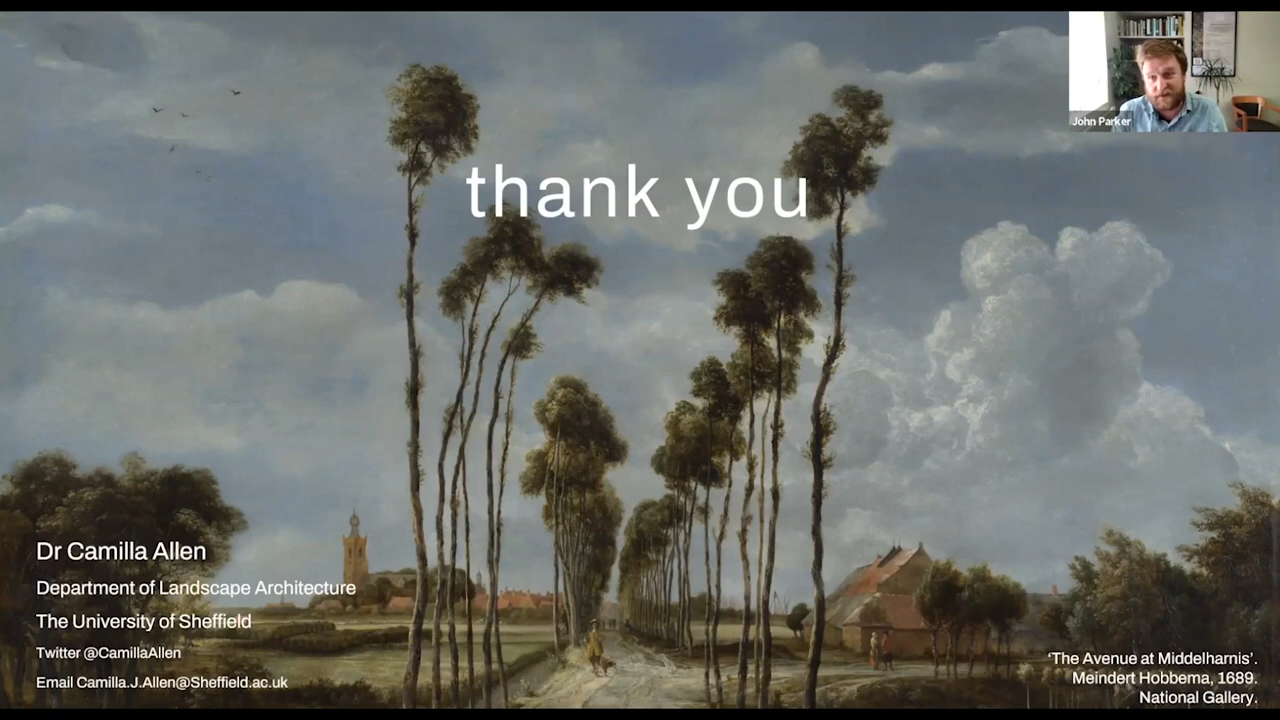 John Parker
thank you
Dr Camilla Allen
Department of Landscape Architecture
The University of Sheffield
Twitter @CamillaAllen
Email Camilla.J.Allen@Sheffield.ac.uk
‘The Avenue at Middelharnis’.
Meindert Hobbema, 1689.
National Gallery.